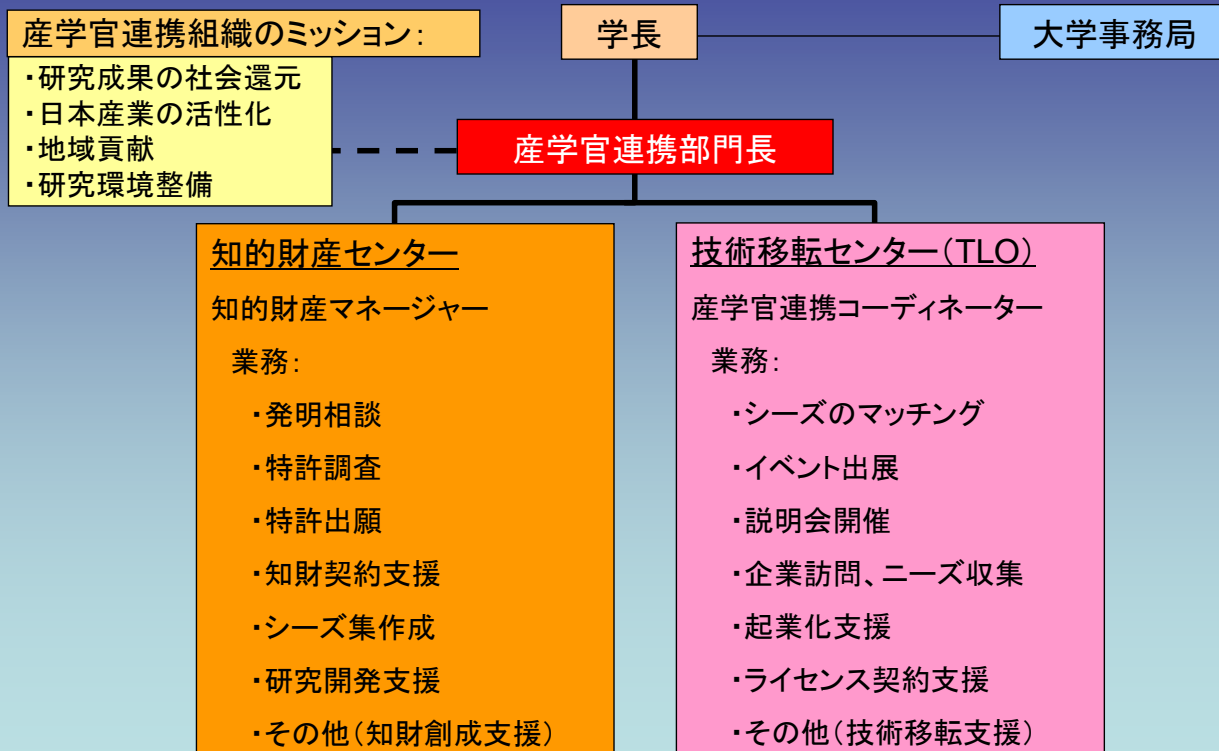 産学官連携組織のミッション：
・研究成果の社会還元
・日本産業の活性化
・地域貢献
・研究環境整備
学長
大学事務局
産学官連携部門長
知的財産センター
知的財産マネージャー
業務：
・発明相談
・特許調査
・特許出願
・知財契約支援
・シーズ集作成
・研究開発支援
・その他（知財創成支援）
技術移転センター（TLO）
産学官連携コーディネーター
業務：
・シーズのマッチング
・イベント出展
・説明会開催
・企業訪問、ニーズ収集
・起業化支援
・ライセンス契約支援
・その他（技術移転支援）